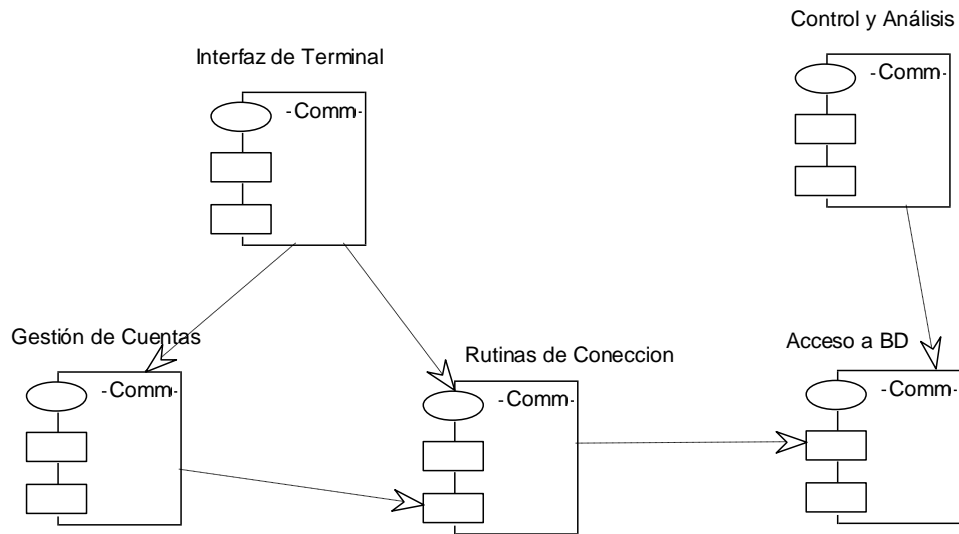 Control y Análisis
Interfaz de Terminal
-Comm-
-Comm-
Gestión de Cuentas
Rutinas de Coneccion
Acceso a BD
-Comm-
-Comm-
-Comm-